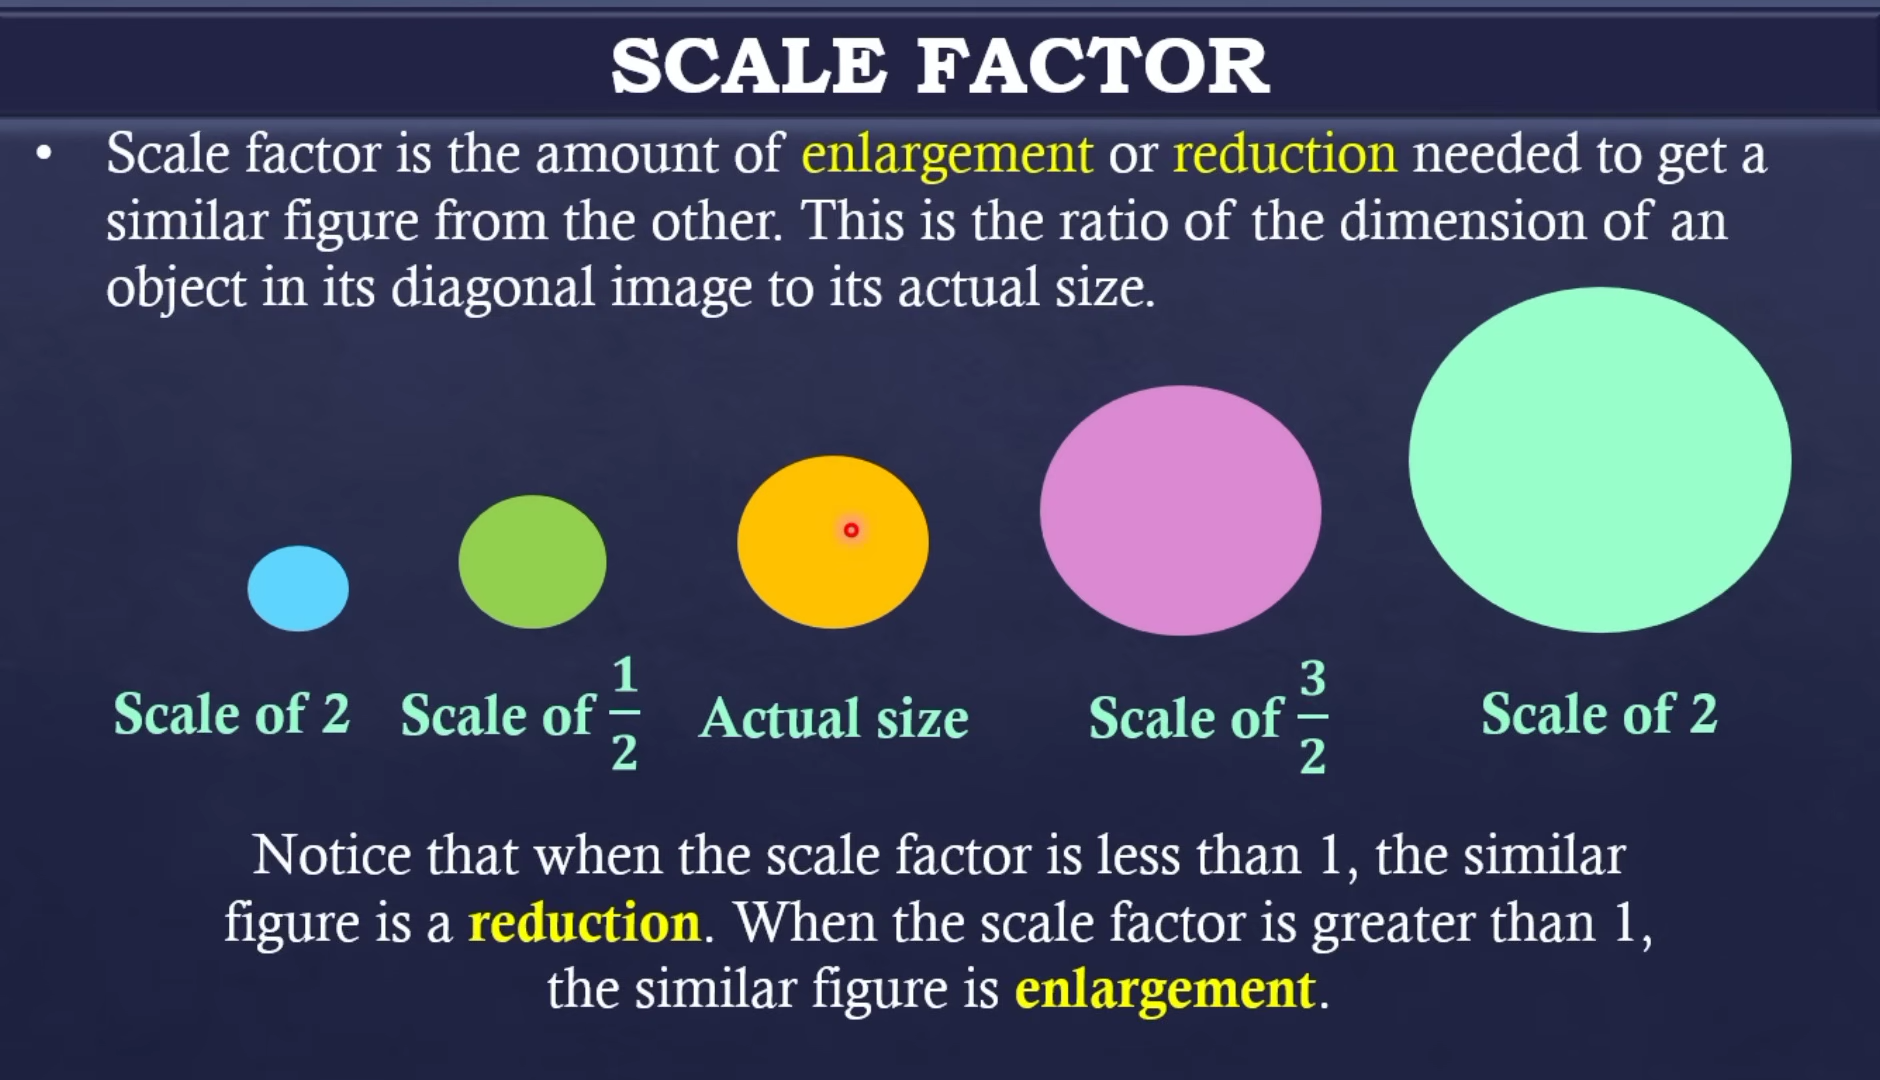 SCALE FACTOR
• Scale factor is the amount of enlargement or reduction needed to get a
similar figure from the other. This is the ratio of the dimension of an
object in its diagonal image to its actual size.
Scale of 2
Scale of 1/2
Actual size
Scale of 3/2
Scale of 2
Notice that when the scale factor is less than 1, the similar
figure is a reduction. When the scale factor is greater than 1,
the similar figure is enlargement.